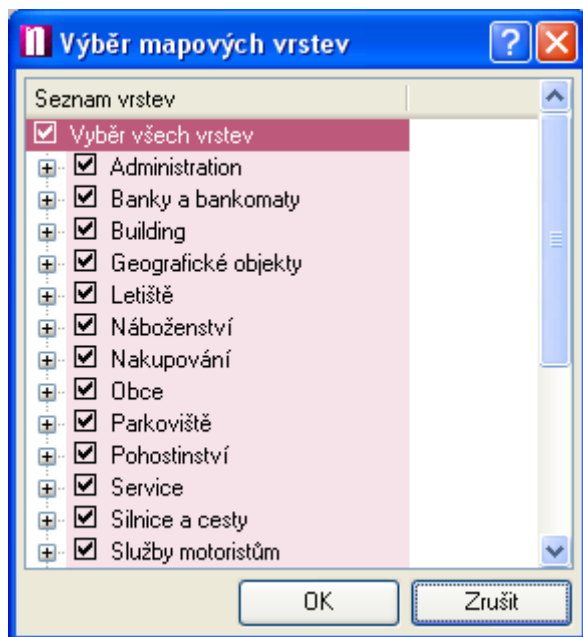 Výběr mapových vrstev
Seznam vrstev
Vyběr všech vrstev
Administration
Banky a bankomaty
Building
Geografické objekty
Letiště
Náboženství
Nakupování
Obce
Parkoviště
Pohostinství
Service
Silnice a cesty
Služby motoristům
OK
Zrušit